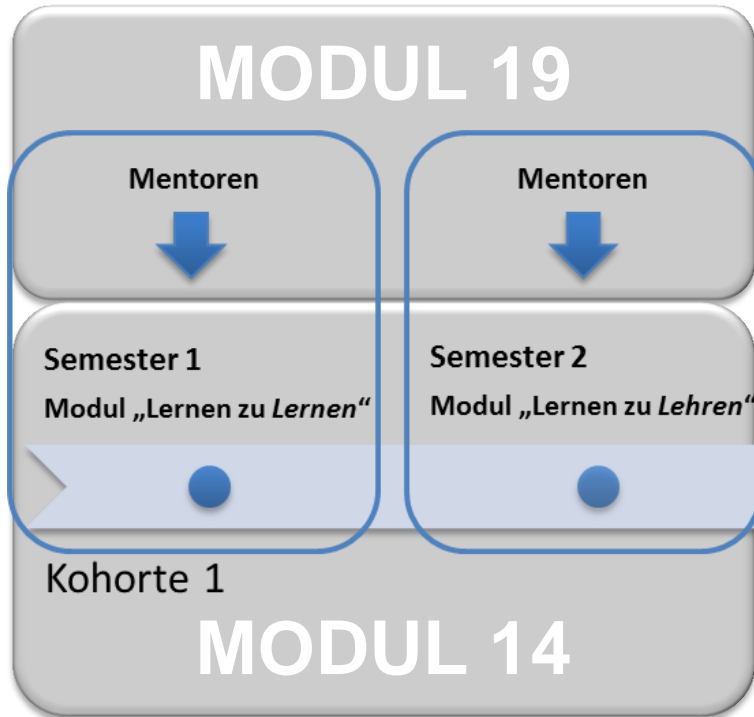 MODUL 19
Mentoren
Mentoren
Semester 1
Modul „Lernen zu Lernen“
Semester 2
Modul „Lernen zu Lehren“
Kohorte 1
MODUL 14